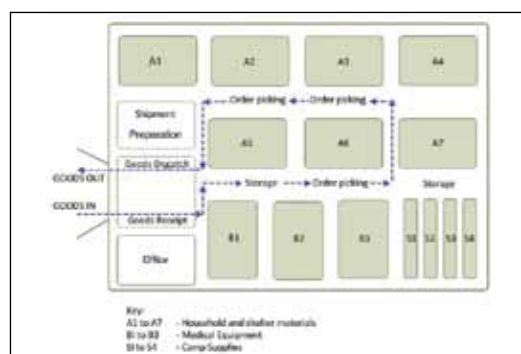 A1 A2 A3 A4
Order picking Order picking
Shipment
Preparation
A5 A6 A7
Goods Dispatch
GOODS OUT
Storage Order picking Storage
GOODS IN
Goods Receipt
B1 B2 B3 S1 S2 S3 S4
Office
Key:
A1 to A7 - Household and shelter materials
BI to B3 - Medical Equipment
SI to S4 - Camp Supplies